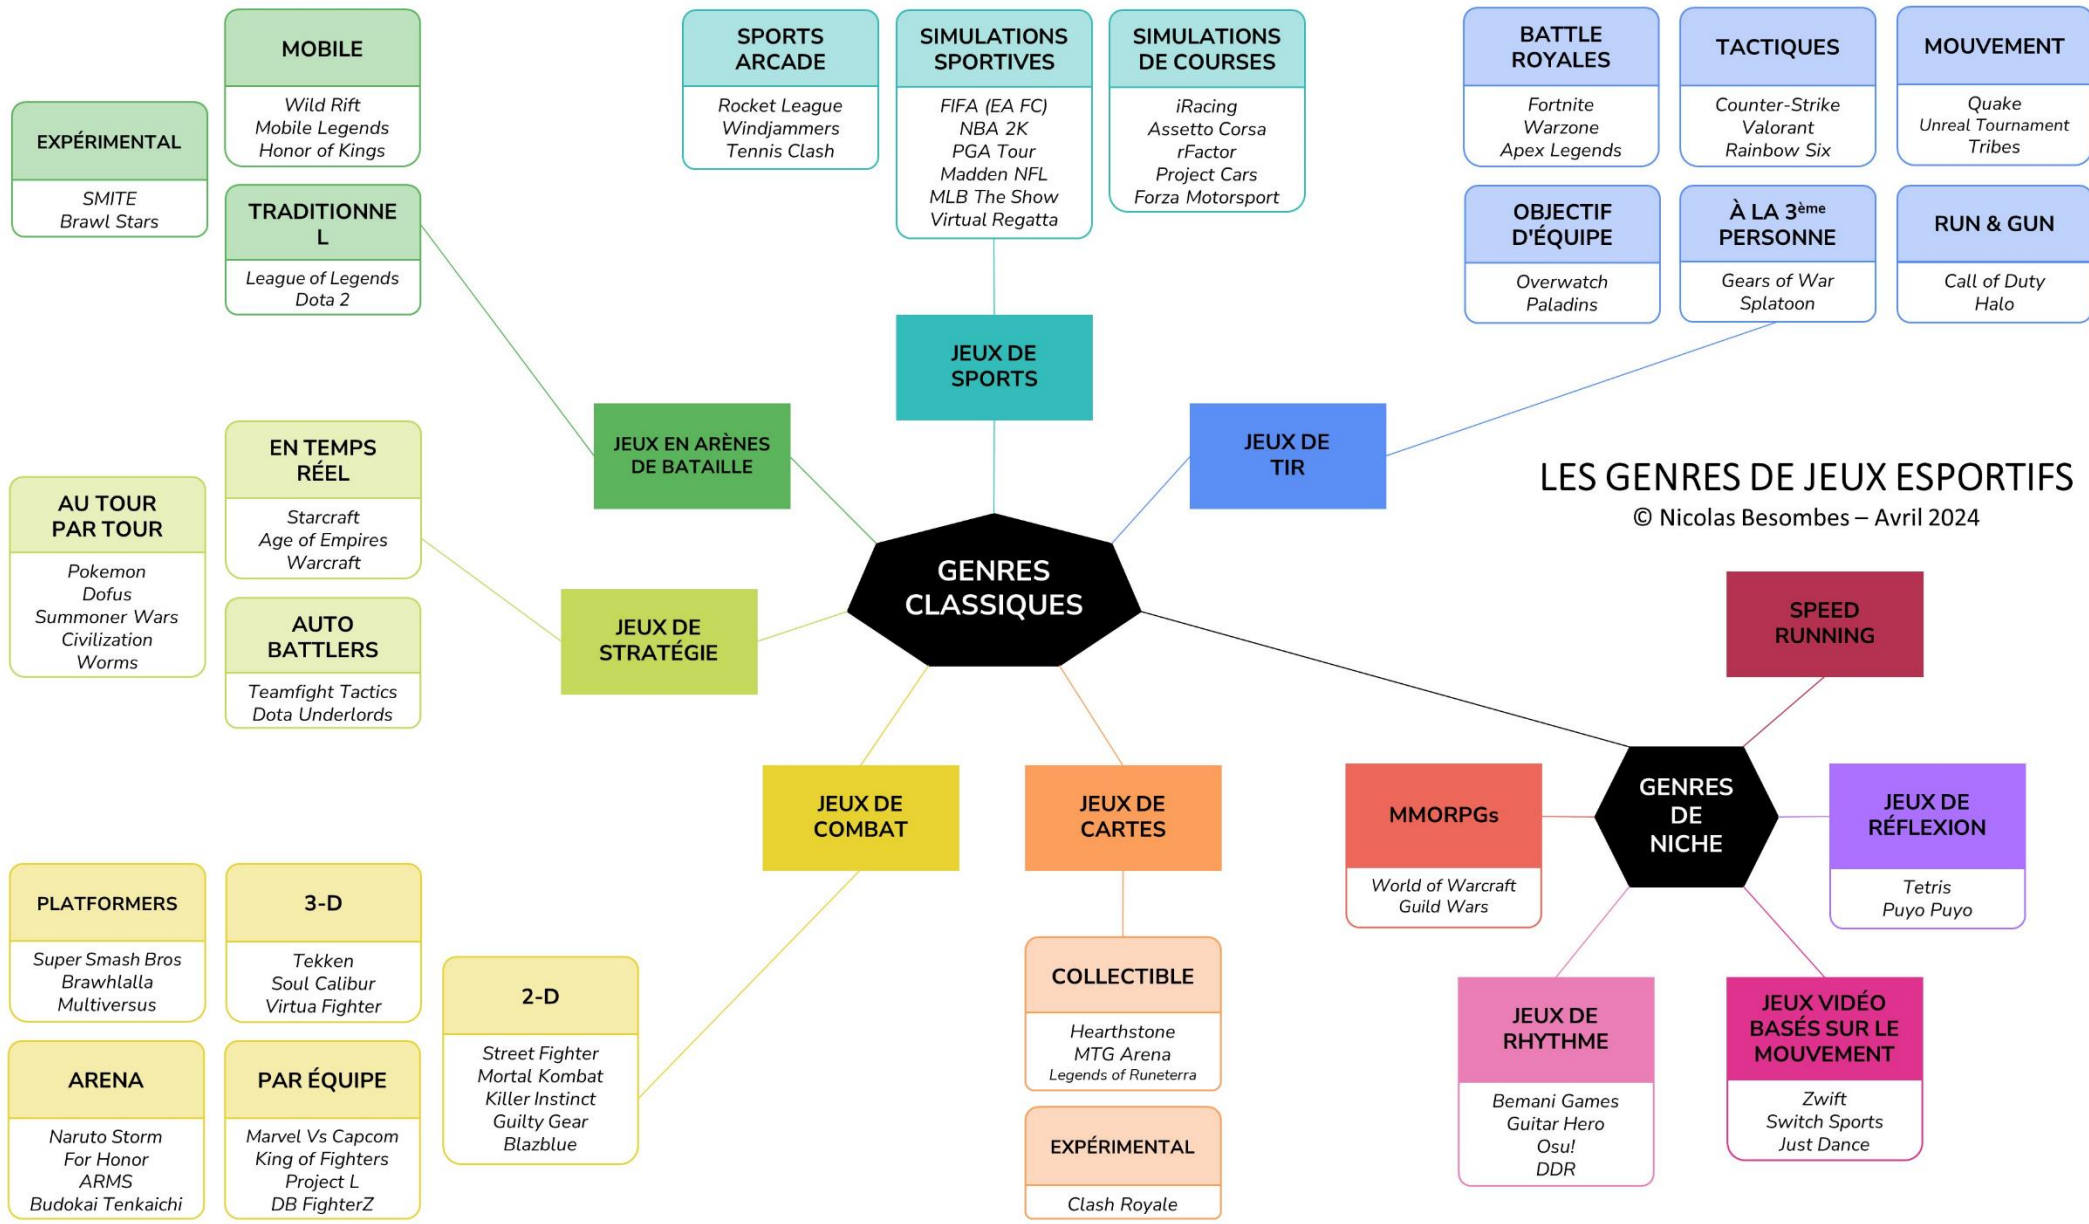 MOBILE
Wild Rift
Mobile Legends
Honor of Kings
EXPÉRIMENTAL
SMITE
Brawl Stars
TRADITIONNE
L
League of Legends
Dota 2
SPORTS
ARCADE
Rocket League
Windjammers
Tennis Clash
SIMULATIONS
SPORTIVES
FIFA (EA FC)
NBA 2K
PGA Tour
Madden NFL
MLB The Show
Virtual Regatta
SIMULATIONS
DE COURSES
iRacing
Assetto Corsa
rFactor
Project Cars
Forza Motorsport
BATTLE
ROYALES
Fortnite
Warzone
Apex Legends
TACTIQUES
Counter-Strike
Valorant
Rainbow Six
MOUVEMENT
Quake
Unreal Tournament
Tribes
OBJECTIF
D'ÉQUIPE
Overwatch
Paladins
À LA 3ème
PERSONNE
Gears of War
Splatoon
RUN & GUN
Call of Duty
Halo
JEUX EN ARÈNES
DE BATAILLE
JEUX DE
SPORTS
JEUX DE
TIR
LES GENRES DE JEUX ESPORTIFS
© Nicolas Besombes – Avril 2024
EN TEMPS
RÉEL
Starcraft
Age of Empires
Warcraft
AU TOUR
PAR TOUR
Pokemon
Dofus
Summoner Wars
Civilization
Worms
AUTO
BATTLERS
Teamfight Tactics
Dota Underlords
JEUX DE
STRATÉGIE
GENRES
CLASSIQUES
SPEED
RUNNING
JEUX DE
COMBAT
JEUX DE
CARTES
MMORPGs
World of Warcraft
Guild Wars
GENRES
DE
NICHE
JEUX DE
RÉFLEXION
Tetris
Puyo Puyo
PLATFORMERS
Super Smash Bros
Brawhlalla
Multiversus
3-D
Tekken
Soul Calibur
Virtua Fighter
2-D
Street Fighter
Mortal Kombat
Killer Instinct
Guilty Gear
Blazblue
ARENA
Naruto Storm
For Honor
ARMS
Budokai Tenkaichi
PAR ÉQUIPE
Marvel Vs Capcom
King of Fighters
Project L
DB FighterZ
COLLECTIBLE
Hearthstone
MTG Arena
Legends of Runeterra
EXPÉRIMENTAL
Clash Royale
JEUX DE
RHYTHME
Bemani Games
Guitar Hero
Osu!
DDR
JEUX VIDÉO
BASÉS SUR LE
MOUVEMENT
Zwift
Switch Sports
Just Dance